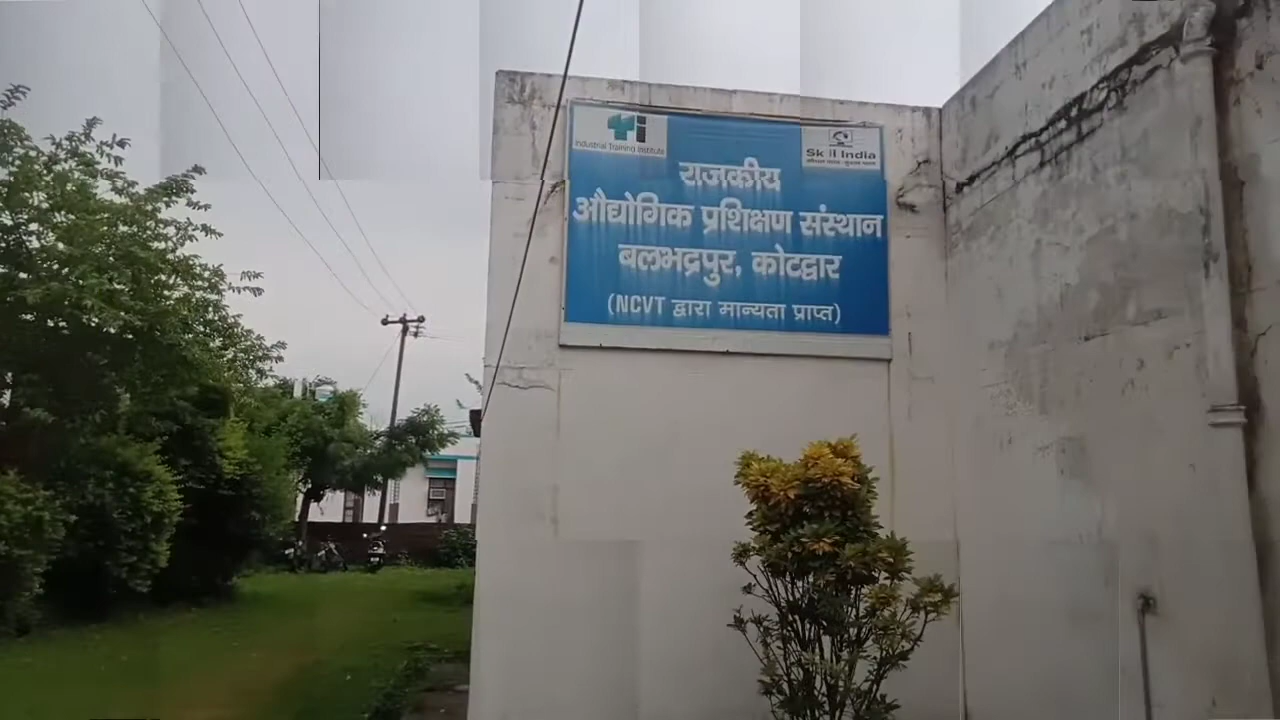 Industrial Training Institute
Skill India
राजकीय
औद्योगिक प्रशिक्षण संस्थान
बलभद्रपुर, कोटद्वार
(NCVT द्वारा मान्यता प्राप्त)